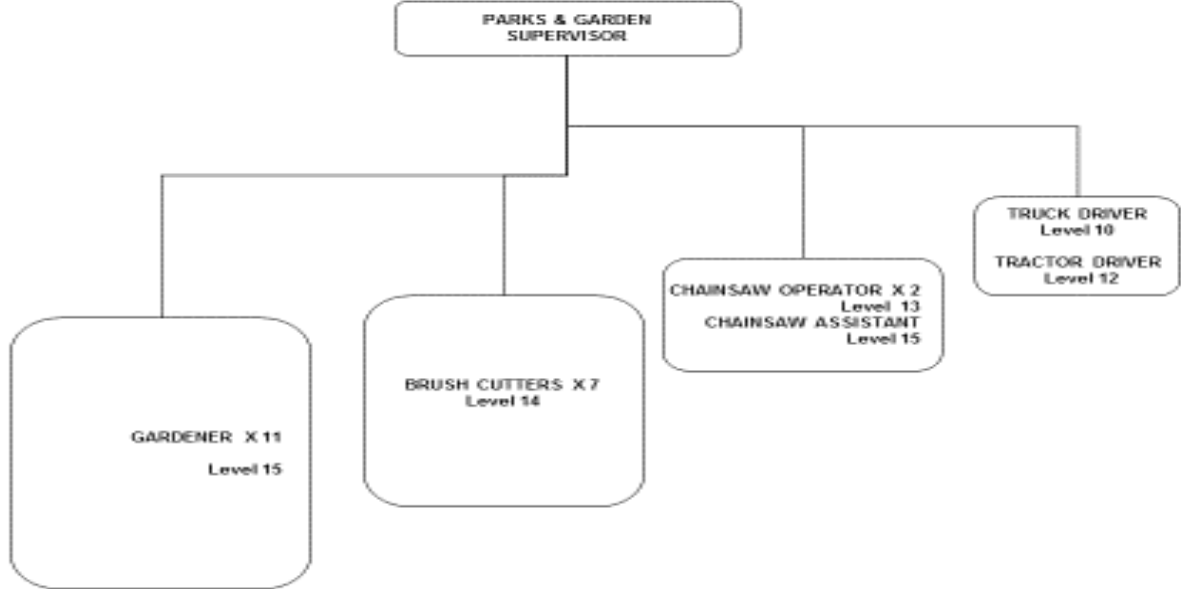 PARKS & GARDEN
SUPERVISOR
TRUCK DRIVER
Level 10
TRACTOR DRIVER
Level 12
CHAINSAW OPERATOR X 2
Level 13
CHAINSAW ASSISTANT
Level 15
BRUSH CUTTERS X 7
Level 14
GARDENER X 11
Level 15